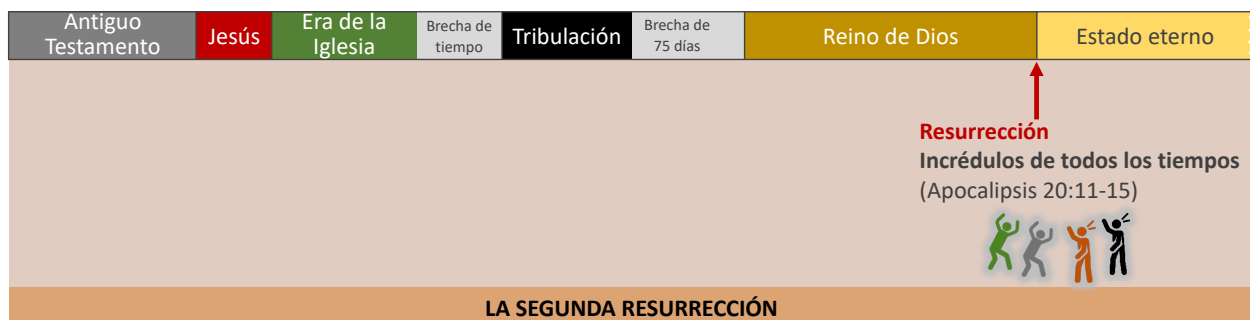 Antiguo
Testamento
Jesús
Era de la
Iglesia
Brecha de
tiempo
Tribulación
Brecha de
75 días
Reino de Dios
Estado eterno
Resurrección
Incrédulos de todos los tiempos
(Apocalipsis 20:11-15)
LA SEGUNDA RESURRECCIÓN